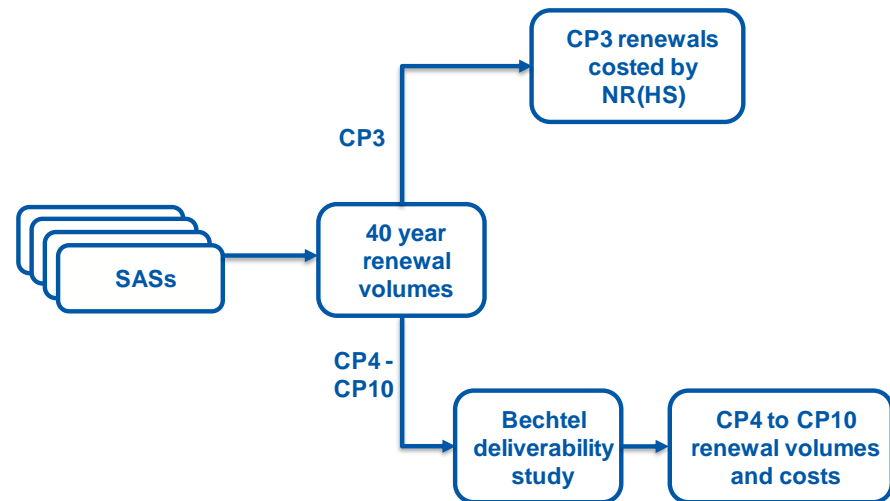 CP3 renewals
costed by
NR(HS)
CP3
40 year
renewal
volumes
SASs
CP4 -
CP10
Bechtel
deliverability
study
CP4 to CP10
renewal volumes
and costs